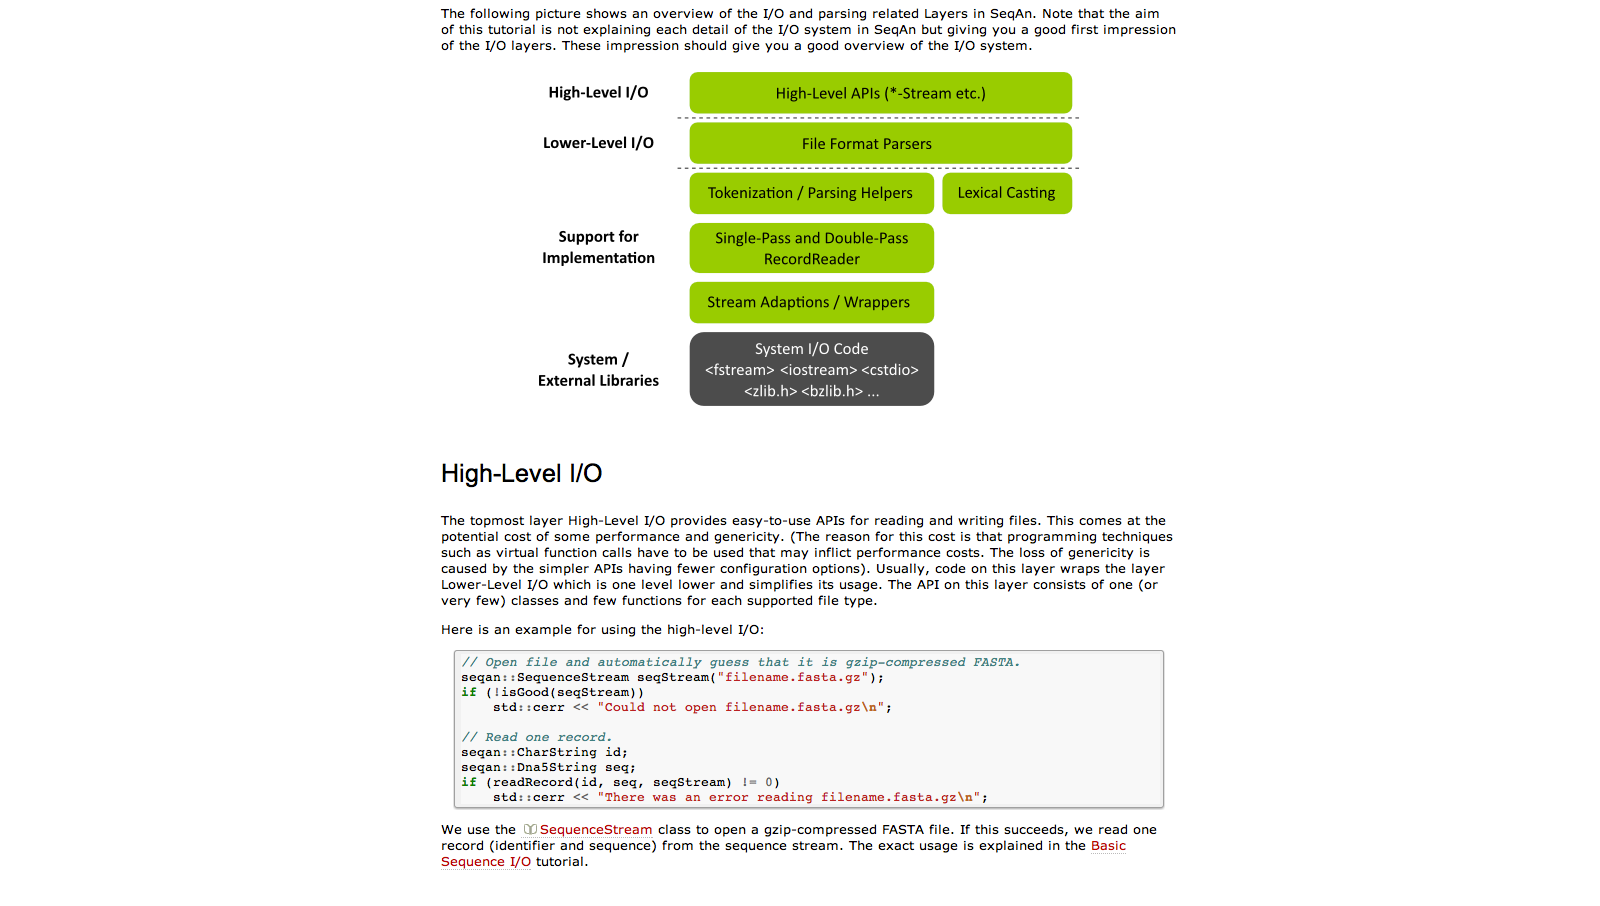 The following picture shows an overview of the I/O and parsing related Layers in SeqAn. Note that the aim
of this tutorial is not explaining each detail of the I/O system in SeqAn but giving you a good first impression
of the I/O layers. These impression should give you a good overview of the I/O system.
High-Level I/O
High-Level APIs (*-Stream etc.)
Lower-Level I/O
File Format Parsers
Tokenization / Parsing Helpers
Lexical Casting
Support for
Implementation
Single-Pass and Double-Pass
RecordReader
Stream Adaptions / Wrappers
System /
External Libraries
System I/O Code
<fstream> <iostream> <cstdio>
<zlib.h> <bzlib.h> ...
High-Level I/O
The topmost layer High-Level I/O provides easy-to-use APIs for reading and writing files. This comes at the
potential cost of some performance and genericity. (The reason for this cost is that programming techniques
such as virtual function calls have to be used that may inflict performance costs. The loss of genericity is
caused by the simpler APIs having fewer configuration options). Usually, code on this layer wraps the layer
Lower-Level I/O which is one level lower and simplifies its usage. The API on this layer consists of one (or
very few) classes and few functions for each supported file type.
Here is an example for using the high-level I/O:
// Open file and automatically guess that it is gzip-compressed FASTA.
seqan::SequenceStream seqStream("filename.fasta.gz");
if (!isGood(seqStream))
    std::cerr << "Could not open filename.fasta.gz\n";
// Read one record.
seqan::CharString id;
seqan::Dna5String seq;
if (readRecord(id, seq, seqStream) != 0)
    std::cerr << "There was an error reading filename.fasta.gz\n";
We use the SequenceStream class to open a gzip-compressed FASTA file. If this succeeds, we read one
record (identifier and sequence) from the sequence stream. The exact usage is explained in the Basic
Sequence I/O tutorial.